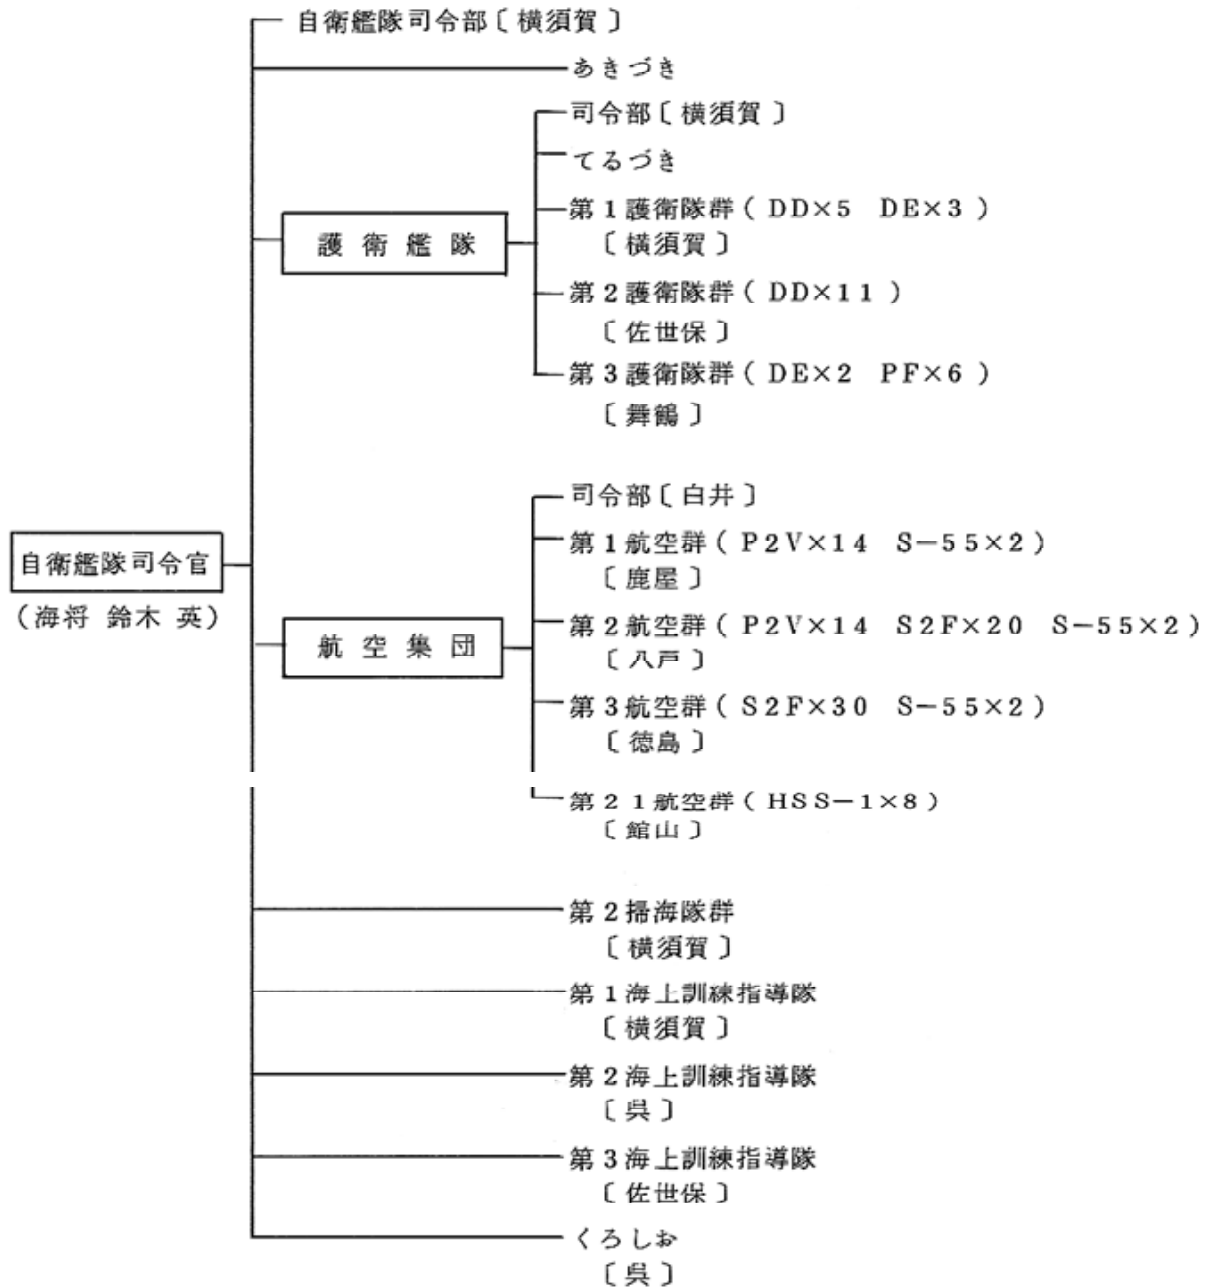 自衛艦隊司令部〔横須賀〕
あきづき
司令部〔横須賀〕
てるづき
第1護衛隊群(DD×5 DE×3)
〔横須賀〕
護衛艦隊
第2護衛隊群(DD×11)
〔佐世保〕
第3護衛隊群(DE×2 PF×6)
〔舞鶴〕
司令部〔白井〕
自衛艦隊司令官
(海将 鈴木 英)
第1航空群(P2V×14 S-55×2)
〔鹿屋〕
航空集団
第2航空群(P2V×14 S2F×20 S-55×2)
〔八戸〕
第3航空群(S2F×30 S-55×2)
〔徳島〕
第21航空群(HSS-1×8)
〔館山〕
第2掃海隊群
〔横須賀〕
第1海上訓練指導隊
〔横須賀〕
第2海上訓練指導隊
〔呉〕
第3海上訓練指導隊
〔佐世保〕
くろしお
〔呉〕